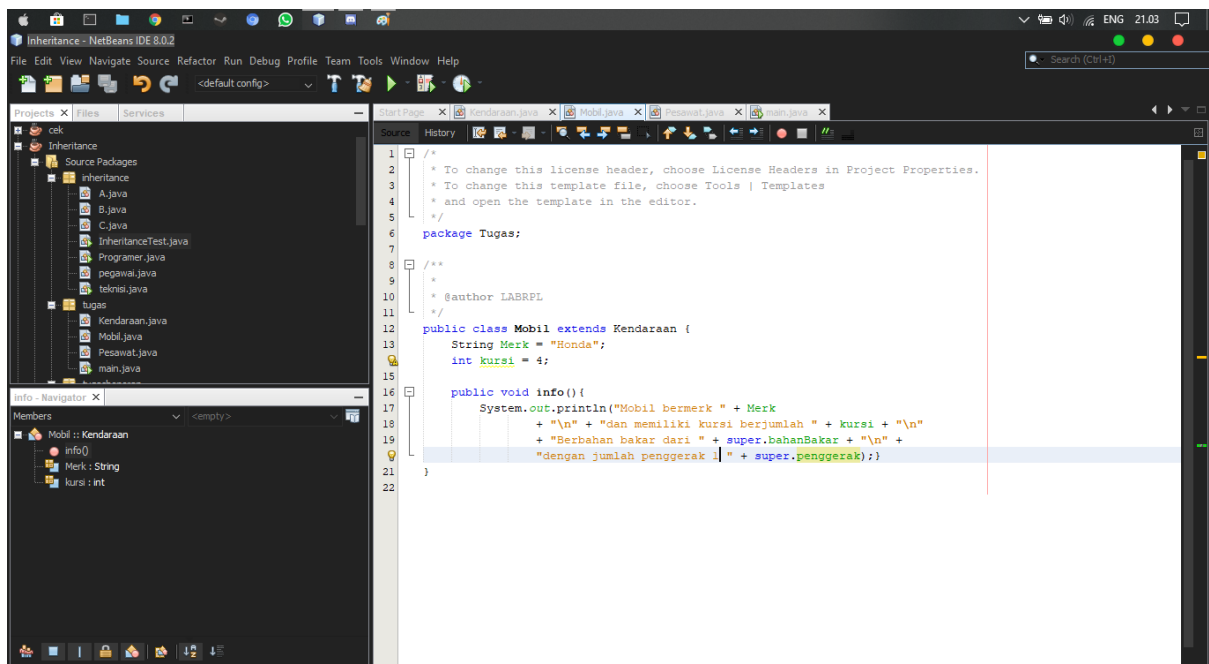 ENG 21.03
Inheritance - NetBeans IDE 8.0.2
File Edit View Navigate Source Refactor Run Debug Profile Team Tools Window Help
Search (Ctrl+I)
<default config>
Projects Files Services
cek
Inheritance
Source Packages
inheritance
A.java
B.java
C.java
InheritanceTest.java
Programer.java
pegawai.java
teknisi.java
tugas
Kendaraan.java
Mobil.java
Pesawat.java
main.java
info - Navigator
Members <empty>
Mobil :: Kendaraan
info()
Merk : String
kursi : int
Start Page Kendaraan.java Mobil.java Pesawat.java main.java
Source History
1 /*
2 * To change this license header, choose License Headers in Project Properties.
3 * To change this template file, choose Tools | Templates
4 * and open the template in the editor.
5 */
6 package Tugas;
7
8 /**
9 *
10 * @author LABRPL
11 */
12 public class Mobil extends Kendaraan {
13 String Merk = "Honda";
int kursi = 4;
15
16 public void info(){
17 System.out.println("Mobil bermerk " + Merk
18 + "\n" + "dan memiliki kursi berjumlah " + kursi + "\n"
19 + "Berbahan bakar dari " + super.bahanBakar + "\n" +
"dengan jumlah penggerak l " + super.penggerak);}
21 }
22